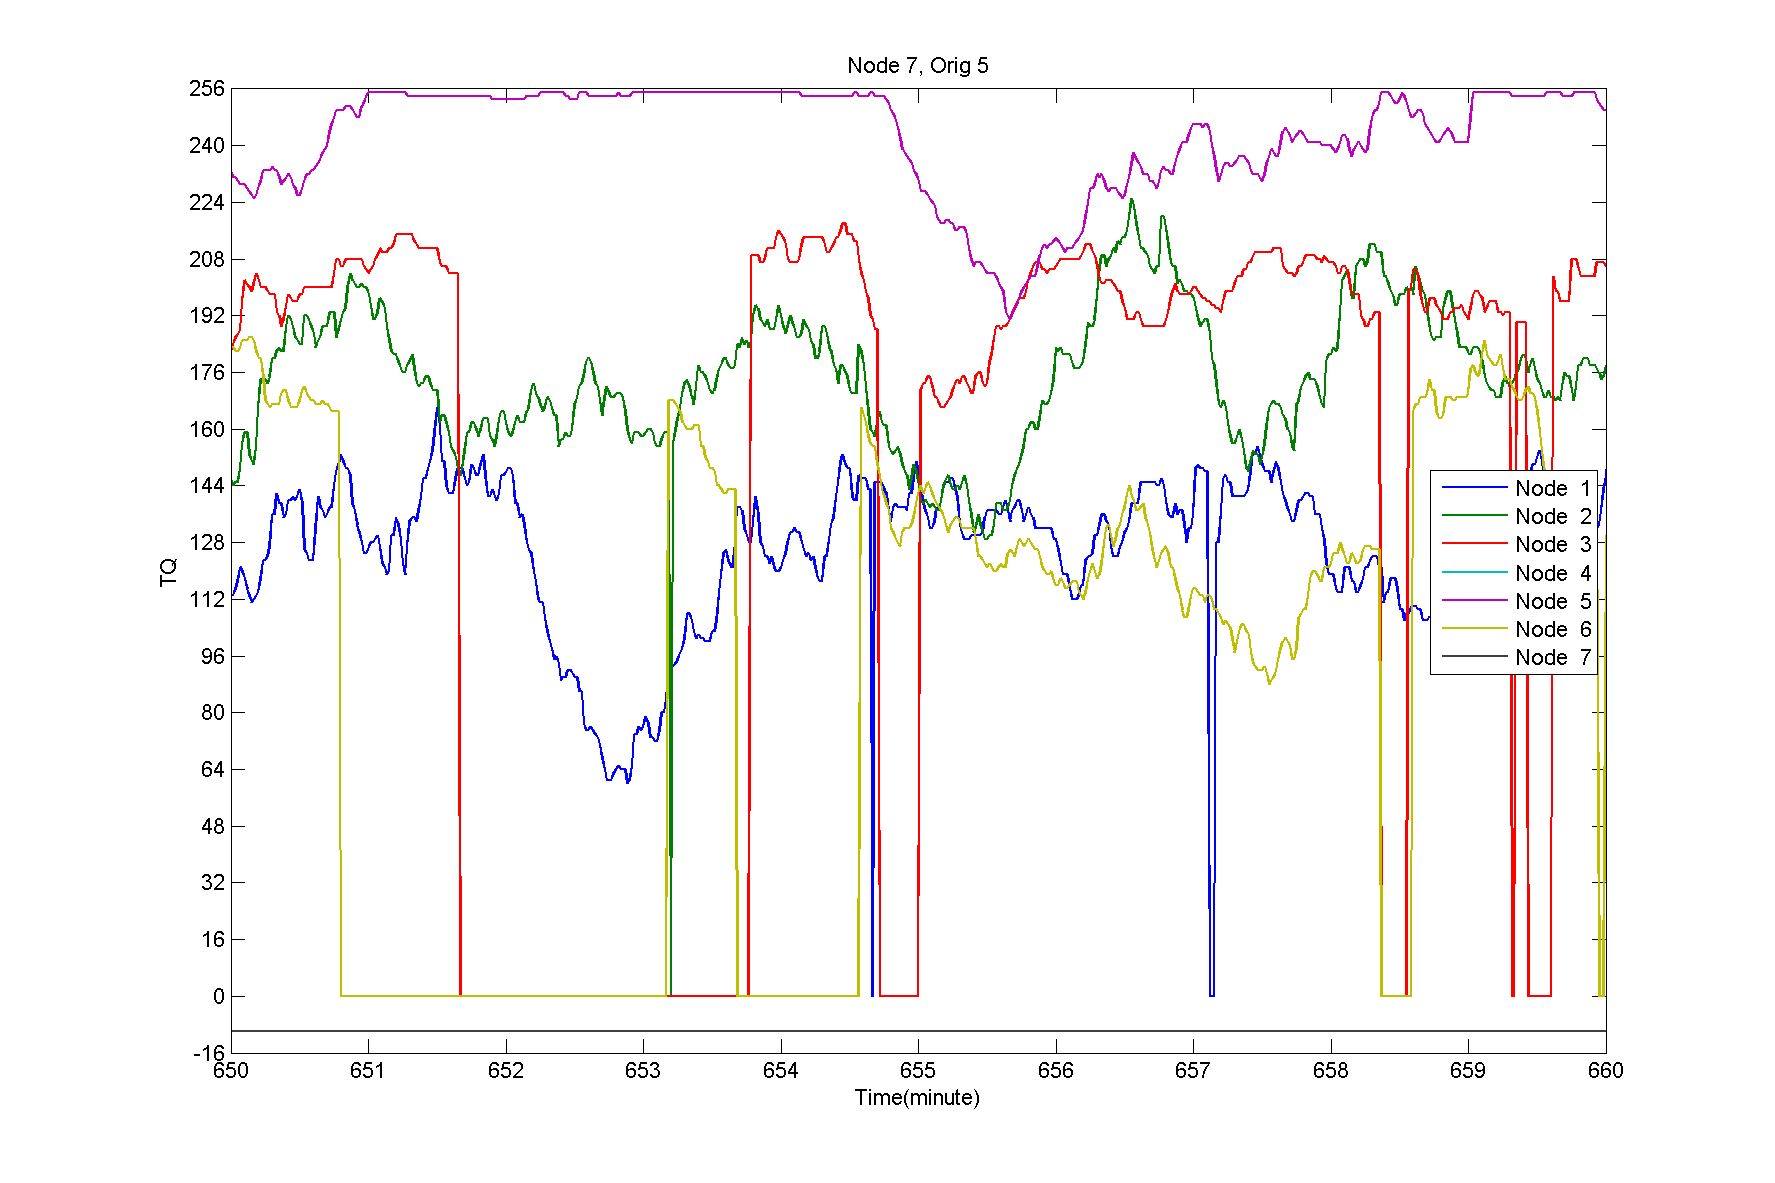 Node 7, Orig 5
256
240
224
208
192
176
160
144
128
112
96
80
64
48
32
16
0
-16
TQ
Node 1
Node 2
Node 3
Node 4
Node 5
Node 6
Node 7
650 651 652 653 654 655 656 657 658 659 660
Time(minute)